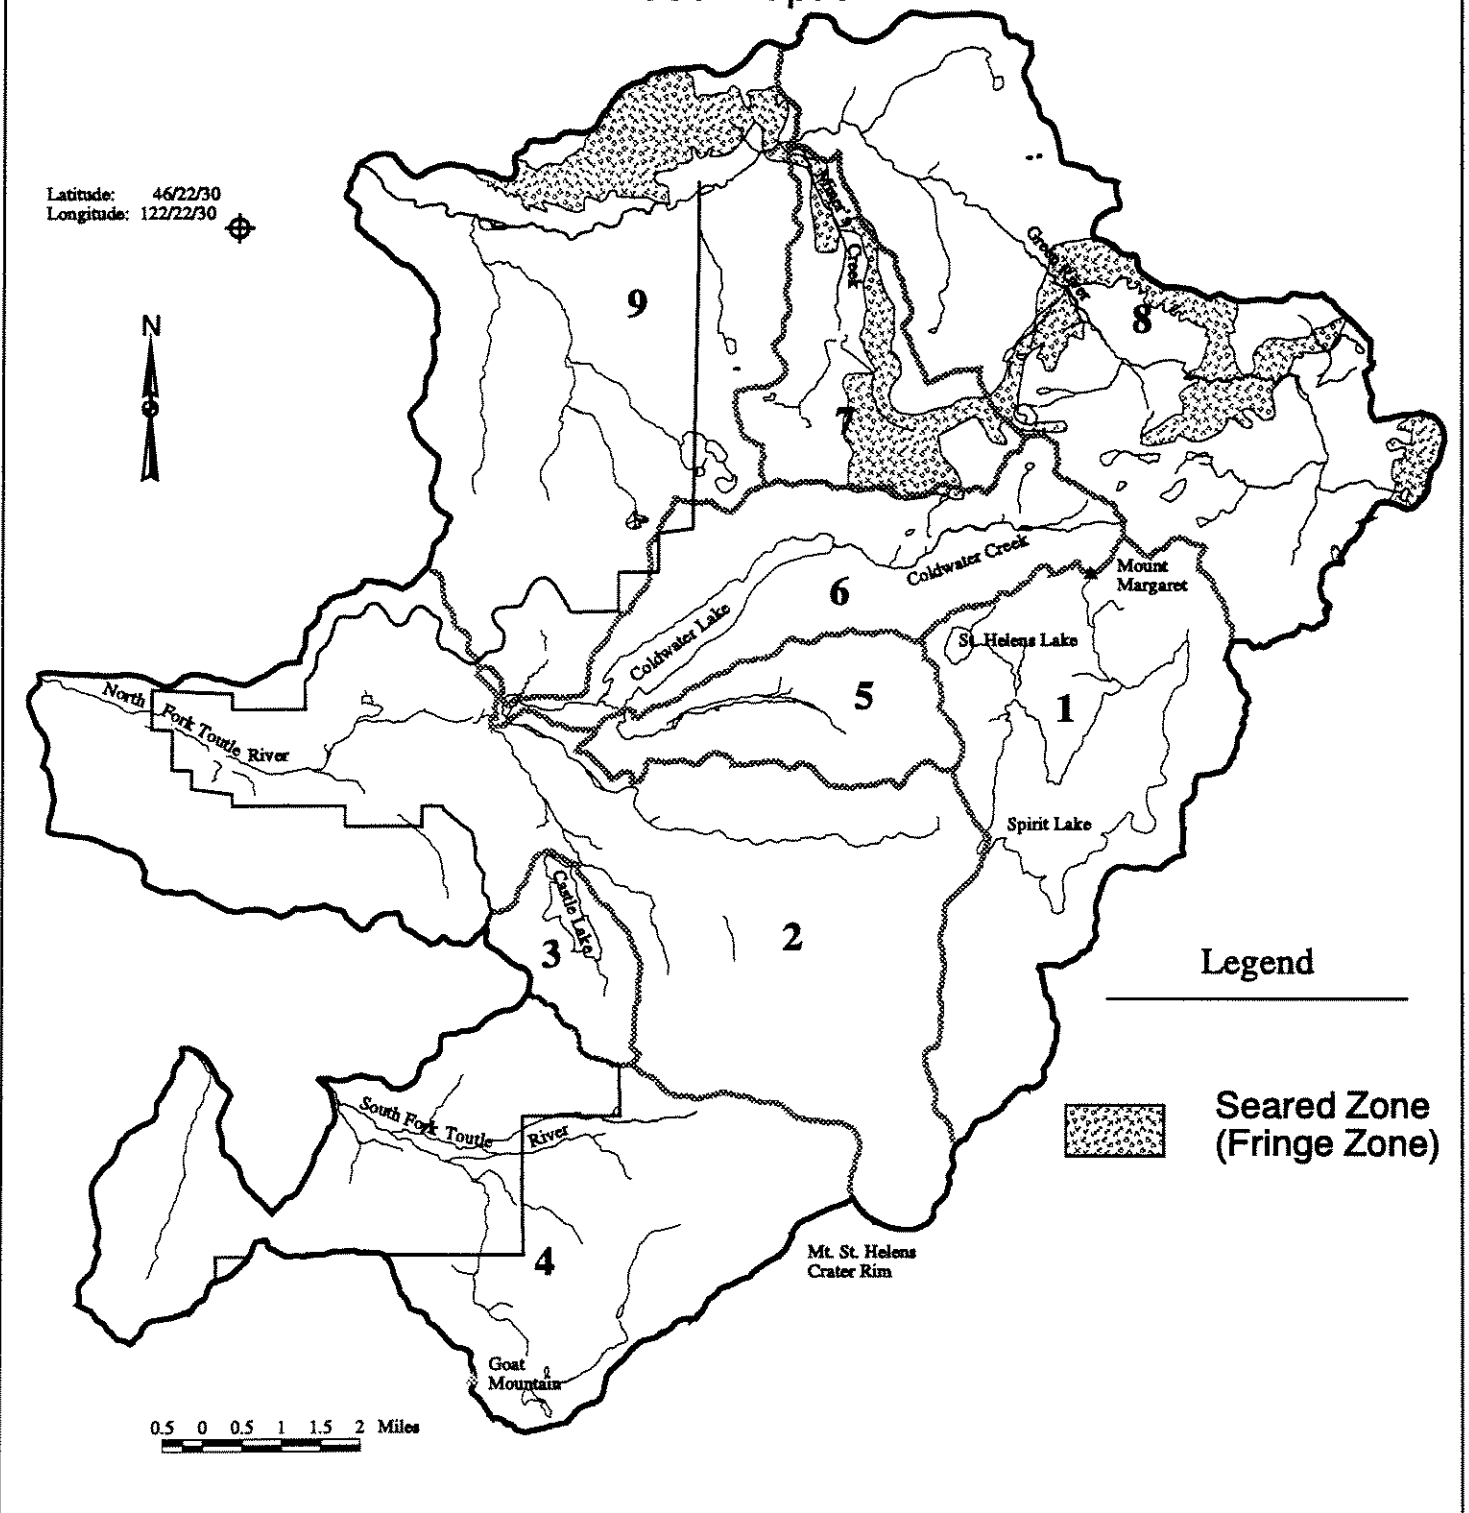 Latitude: 46/22/30
Longitude: 122/22/30
N
9
Miner's
Creek
Green River
8
7
Coldwater Creek
Mount
Margaret
6
Coldwater Lake
St. Helens Lake
5
1
North Fork Toutle River
Spirit Lake
Castle Lake
3
2
Legend
South Fork Toutle River
Seared Zone
(Fringe Zone)
4
Mt. St. Helens
Crater Rim
Goat
Mountain
0.5 0 0.5 1 1.5 2 Miles